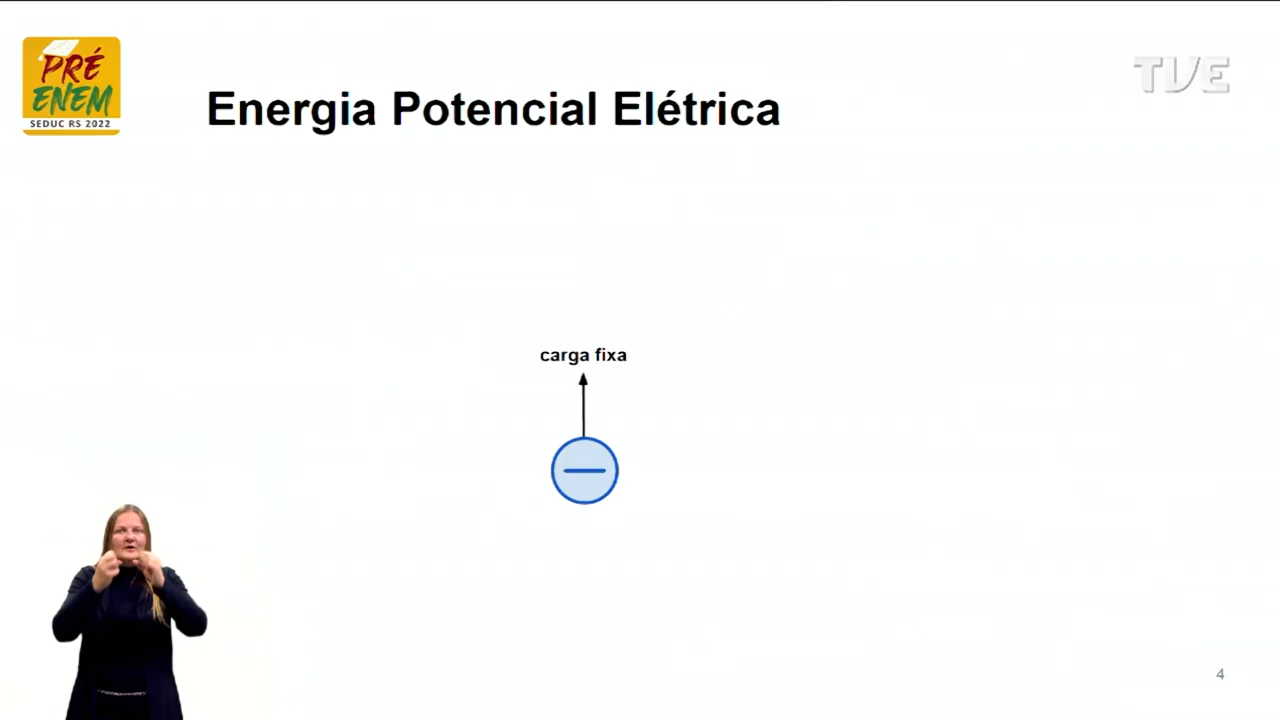 PRÉ
ENEM
SEDUC RS 2022
TVE
Energia Potencial Elétrica
carga fixa
4